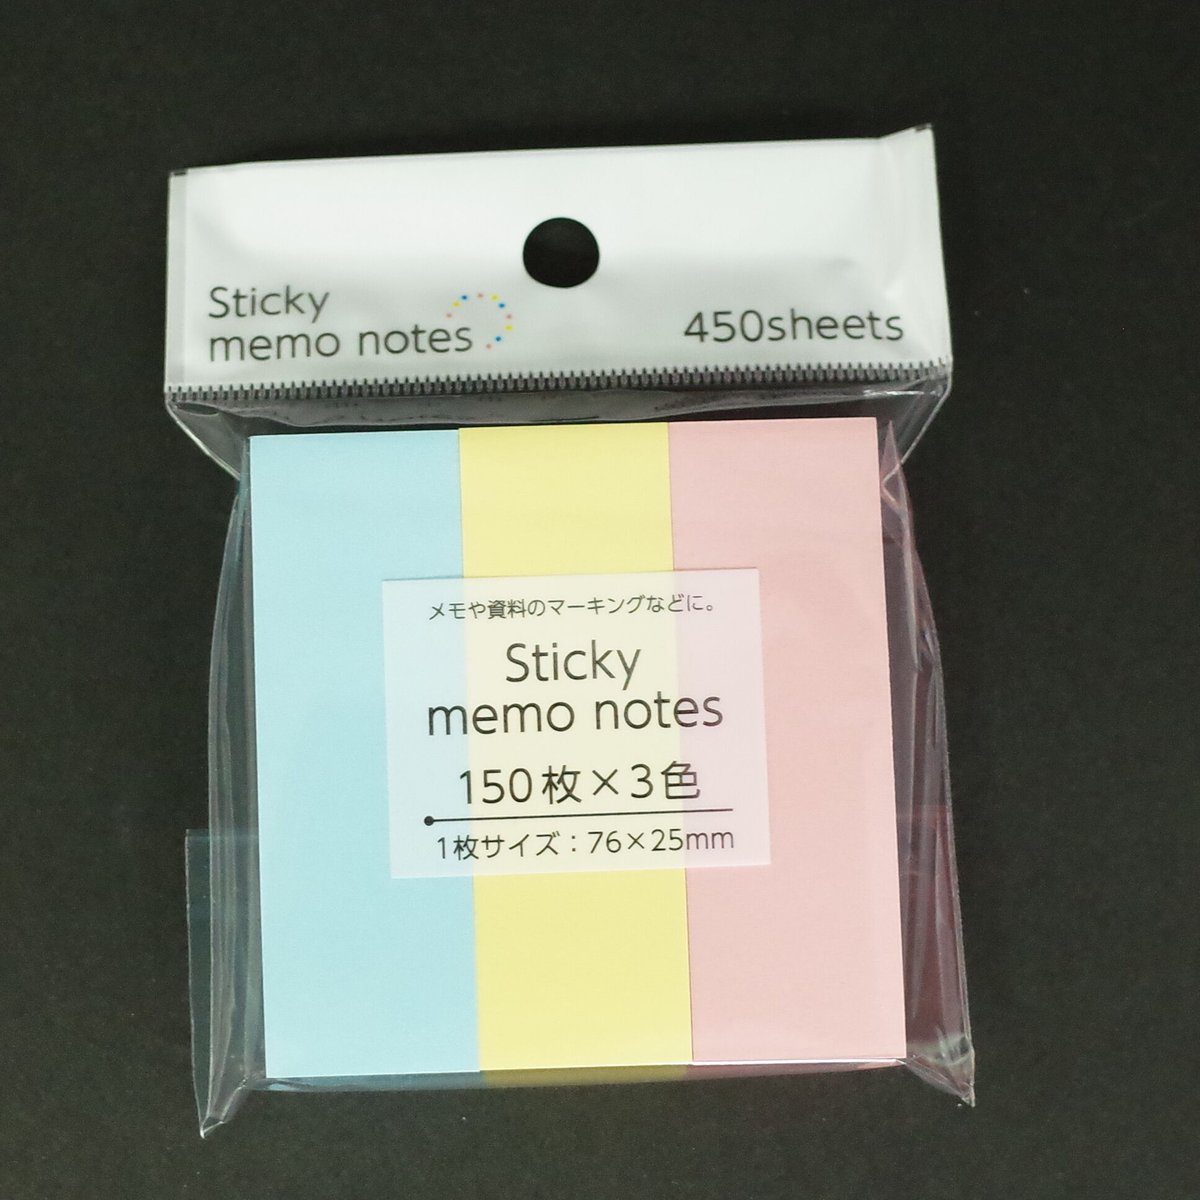 Sticky
memo notes
450sheets
メモや資料のマーキングなどに。
Sticky
memo notes
150枚×3色
1枚サイズ：76×25mm